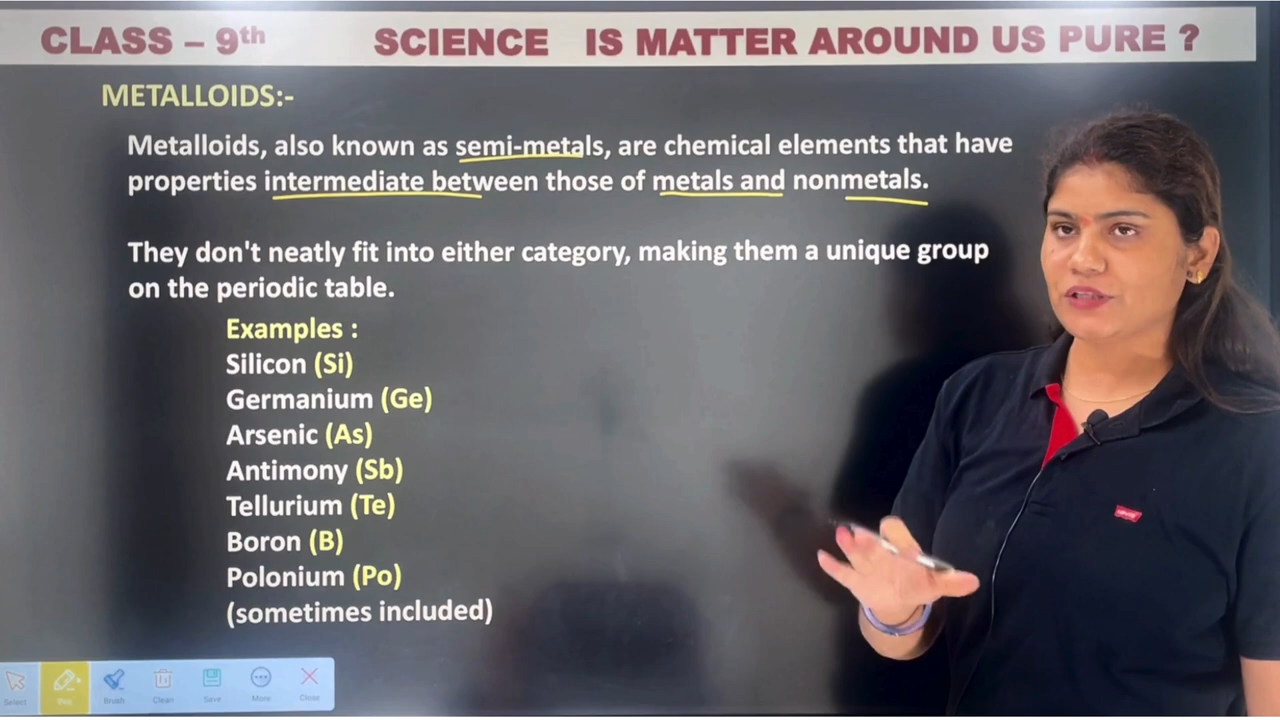 CLASS – 9th SCIENCE IS MATTER AROUND US PURE ?
METALLOIDS:-
Metalloids, also known as semi-metals, are chemical elements that have
properties intermediate between those of metals and nonmetals.
They don't neatly fit into either category, making them a unique group
on the periodic table.
Examples :
Silicon (Si)
Germanium (Ge)
Arsenic (As)
Antimony (Sb)
Tellurium (Te)
Boron (B)
Polonium (Po)
(sometimes included)
Select Pen Brush Clean Save More Close